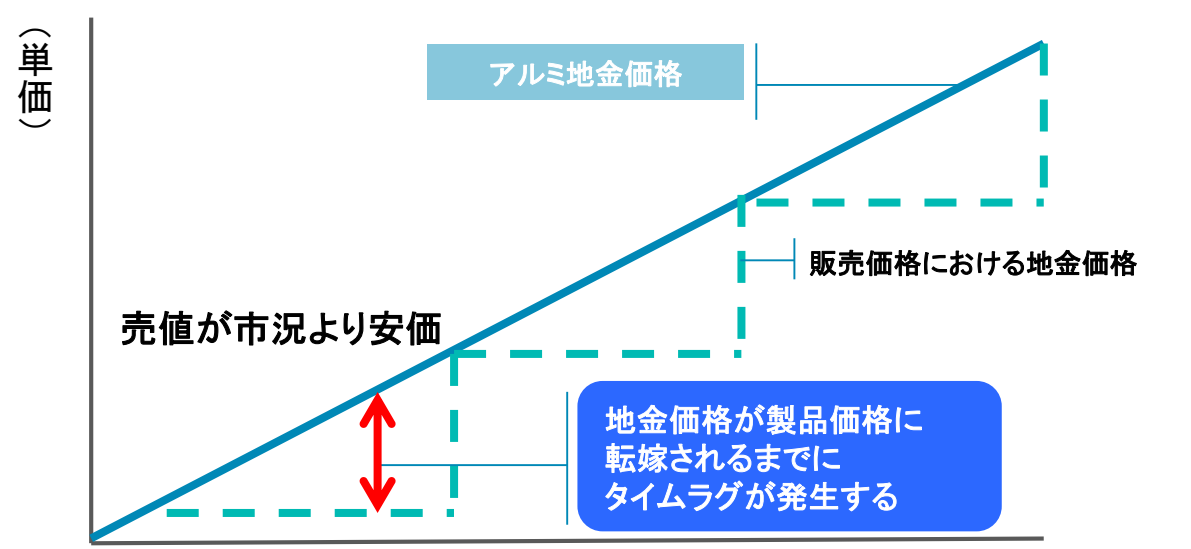 （単価）
アルミ地金価格
販売価格における地金価格
売値が市況より安価
地金価格が製品価格に
転嫁されるまでに
タイムラグが発生する